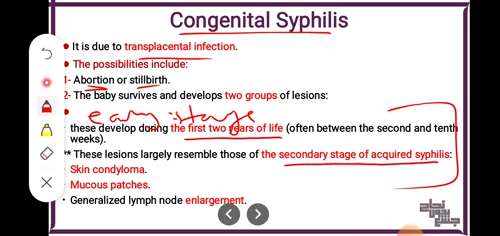 Congenital Syphilis
• It is due to transplacental infection.
• The possibilities include:
1- Abortion or stillbirth.
2- The baby survives and develops two groups of lesions:
early stage
these develop during the first two years of life (often between the second and tenth
weeks).
** These lesions largely resemble those of the secondary stage of acquired syphilis:
• Skin condyloma.
• Mucous patches.
• Generalized lymph node enlargement.